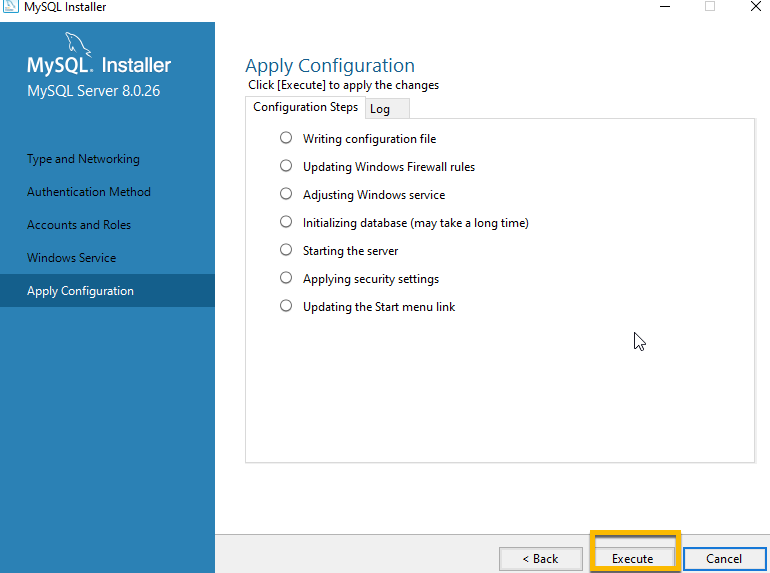 MySQL Installer
MySQL. Installer
MySQL Server 8.0.26
Type and Networking
Authentication Method
Accounts and Roles
Windows Service
Apply Configuration
Apply Configuration
Click [Execute] to apply the changes
Configuration Steps
Log
Writing configuration file
Updating Windows Firewall rules
Adjusting Windows service
Initializing database (may take a long time)
Starting the server
Applying security settings
Updating the Start menu link
< Back
Execute
Cancel